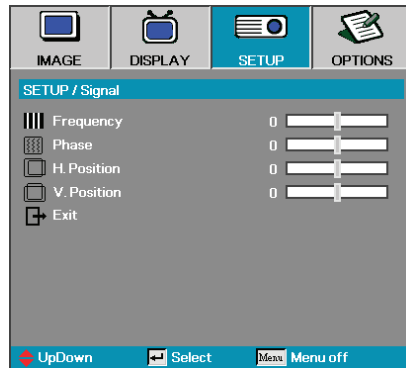 IMAGE DISPLAY SETUP OPTIONS
SETUP / Signal
Frequency 0
Phase 0
H. Position 0
V. Position 0
Exit
UpDown Select Menu Menu off